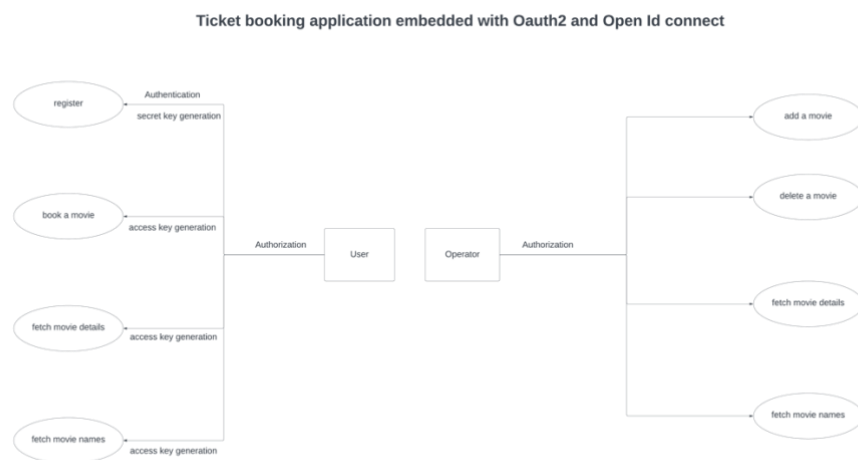 Ticket booking application embedded with Oauth2 and Open Id connect
Authentication
register
secret key generation
book a movie
access key generation
Authorization
User
fetch movie details
access key generation
fetch movie names
access key generation
Operator
Authorization
add a movie
delete a movie
fetch movie details
fetch movie names